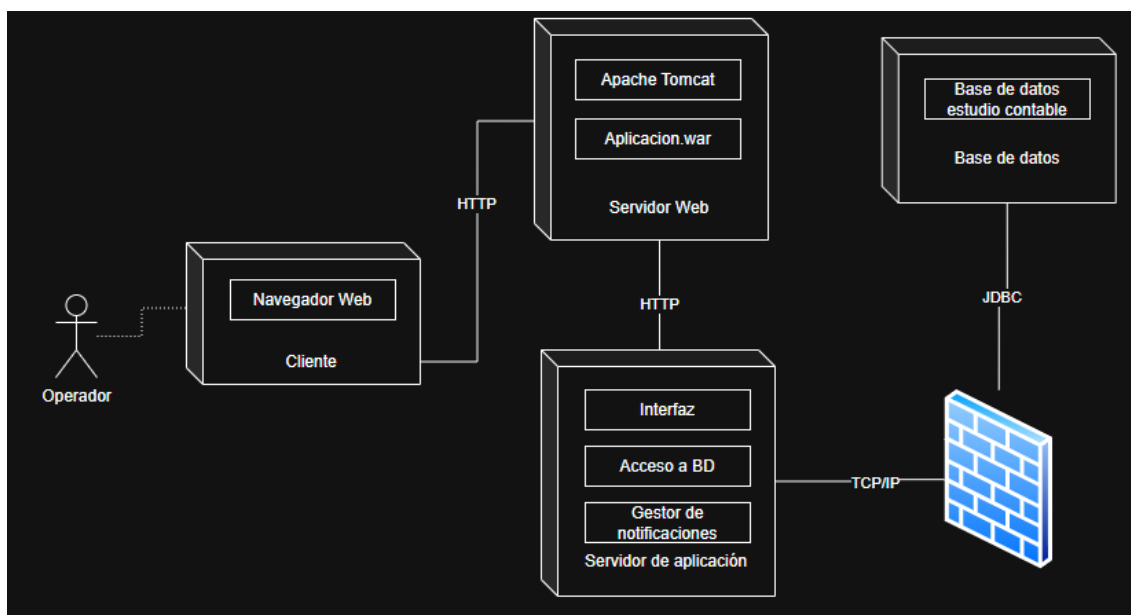 Apache Tomcat
Aplicacion.war
Servidor Web
Base de datos
estudio contable
Base de datos
HTTP
Navegador Web
Cliente
Operador
HTTP
JDBC
Interfaz
Acceso a BD
Gestor de
notificaciones
Servidor de aplicación
TCP/IP